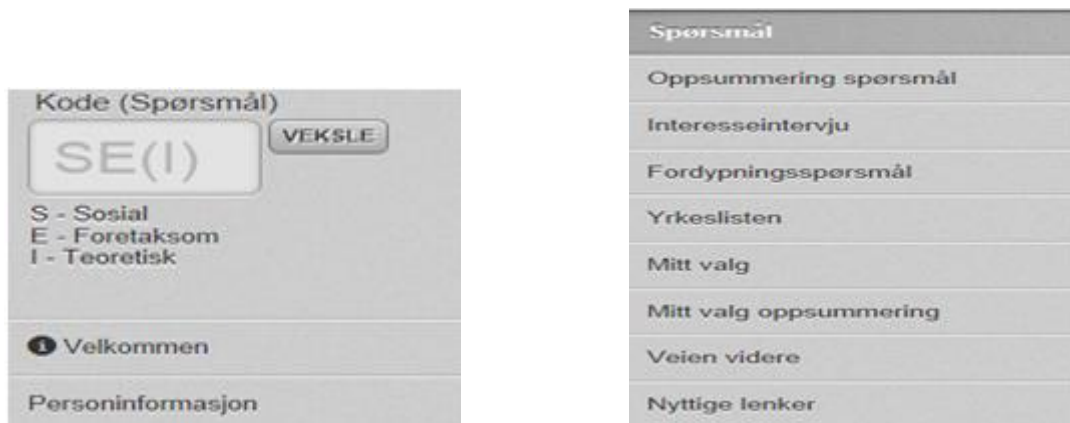 Kode (Spørsmål)
SE(I)
VEKSLE
S - Sosial
E - Foretaksom
I - Teoretisk
Velkommen
Personinformasjon
Spørsmål
Oppsummering spørsmål
Interesseintervju
Fordypningsspørsmål
Yrkeslisten
Mitt valg
Mitt valg oppsummering
Veien videre
Nyttige lenker